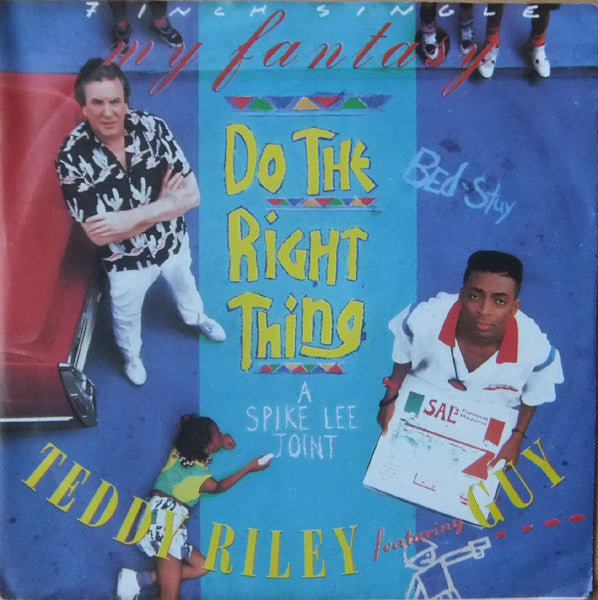 7 INCH SINGLE
my fantasy
DO THE
RIGHT
THING
Bed-Stuy
A
SPIKE LEE
JOINT
SAL's
TEDDY RILEY featuring GUY